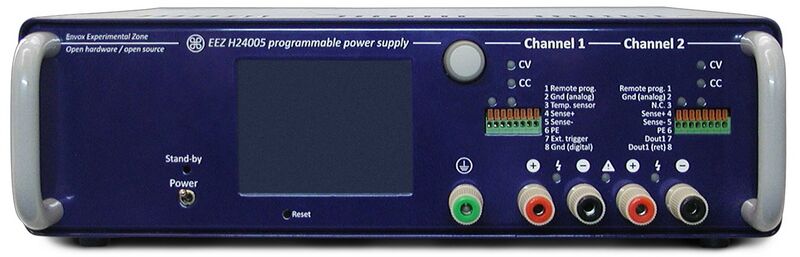 Envox Experimental Zone
Open hardware / open source
EEZ H24005 programmable power supply
Channel 1
Channel 2
CV
CC
CV
CC
1 Remote prog.
2 Gnd (analog)
3 Temp. sensor
4 Sense+
5 Sense-
6 PE
7 Ext. trigger
8 Gnd (digital)
Remote prog. 1
Gnd (analog) 2
N.C. 3
Sense+ 4
Sense- 5
PE 6
Dout1 7
Dout1 (ret) 8
Stand-by
Power
Reset